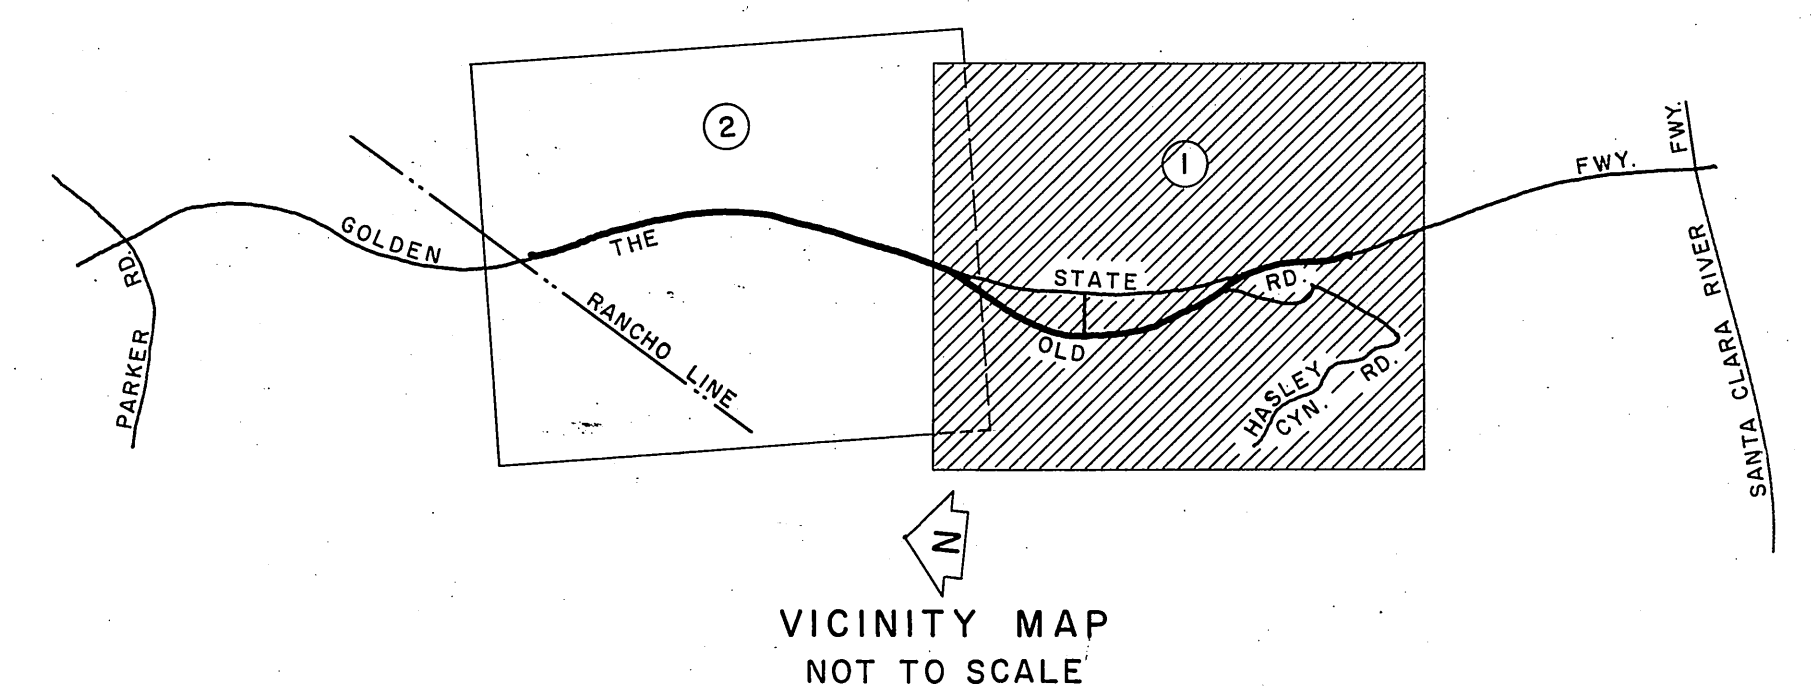 2
1
GOLDEN STATE FWY.
THE OLD RD.
RANCHO LINE
PARKER RD.
HASLEY CYN. RD.
SANTA CLARA RIVER FWY.
N
VICINITY MAP
NOT TO SCALE